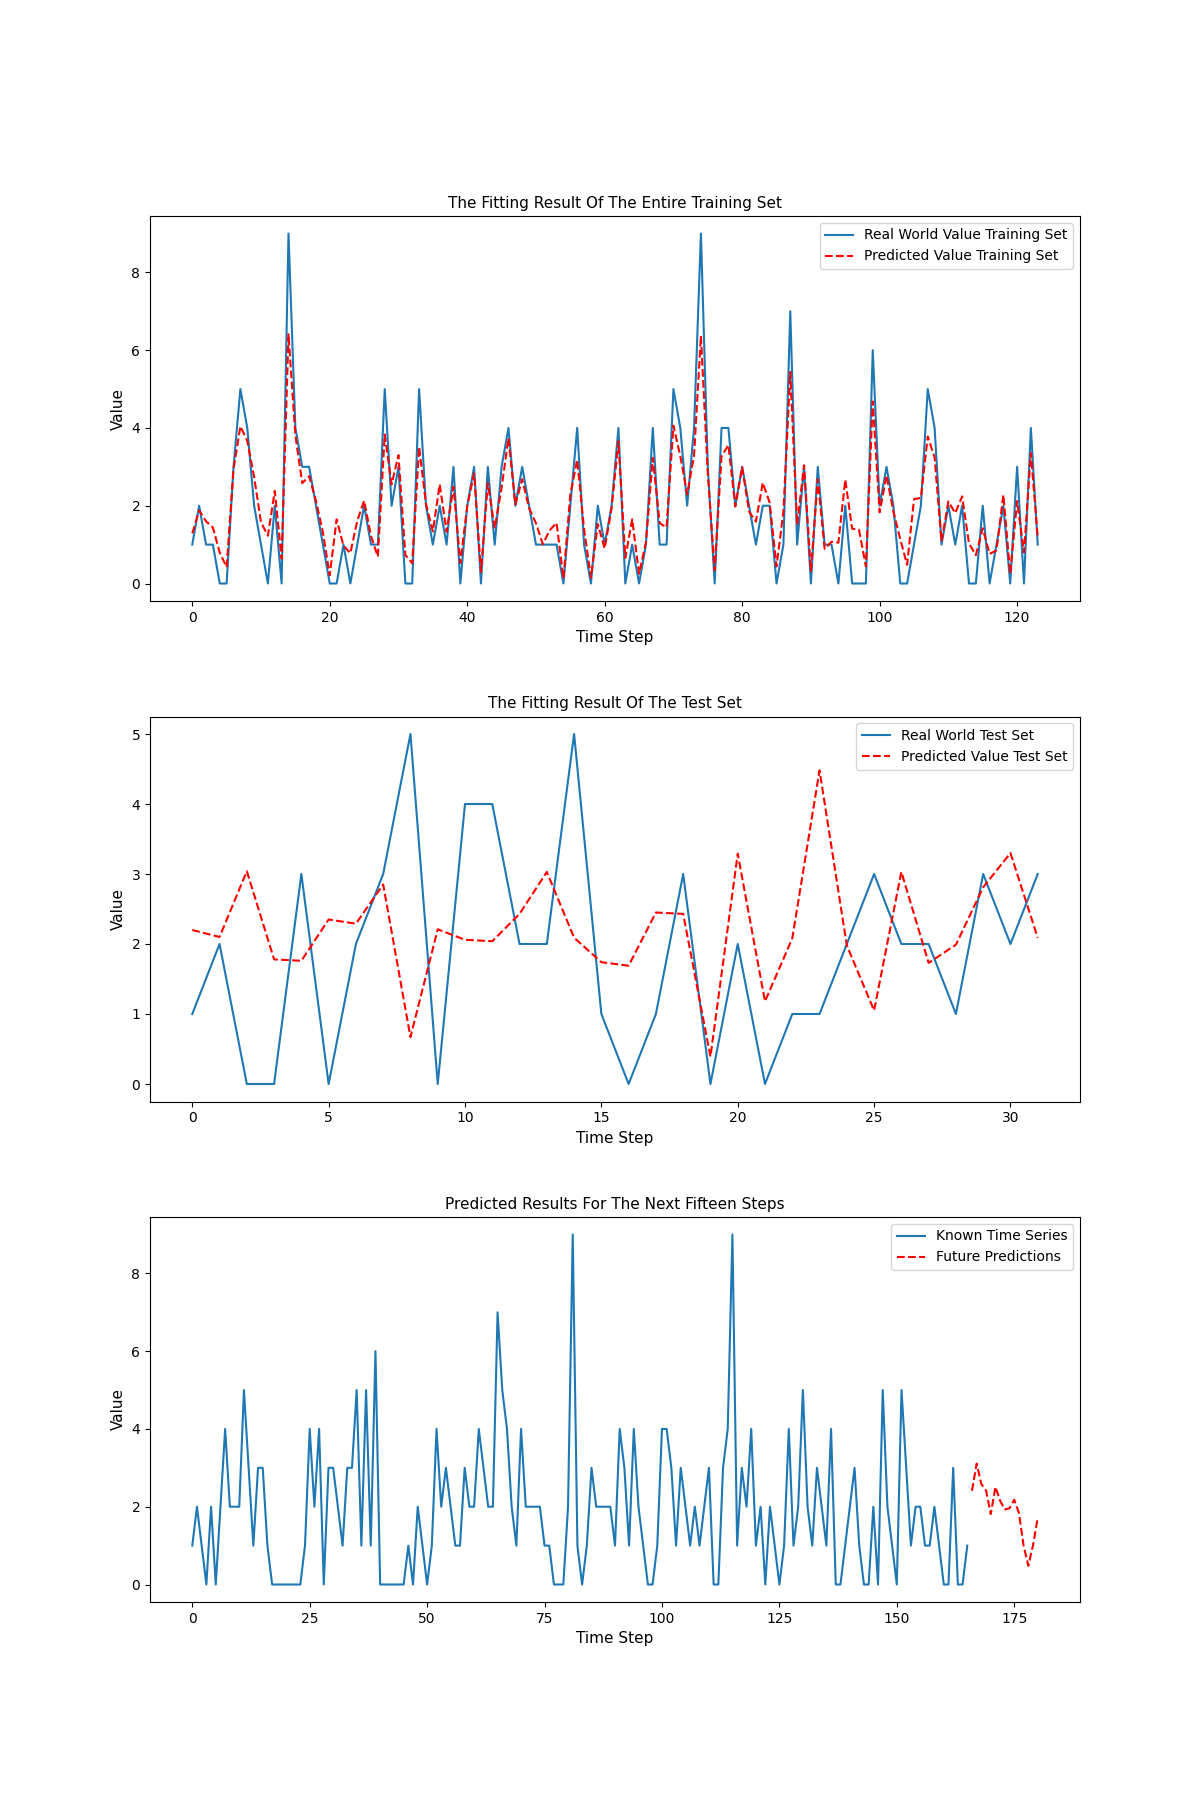 The Fitting Result Of The Entire Training Set
Real World Value Training Set
Predicted Value Training Set
Value
8
6
4
2
0
0 20 40 60 80 100 120
Time Step
The Fitting Result Of The Test Set
Real World Test Set
Predicted Value Test Set
Value
5
4
3
2
1
0
0 5 10 15 20 25 30
Time Step
Predicted Results For The Next Fifteen Steps
Known Time Series
Future Predictions
Value
8
6
4
2
0
0 25 50 75 100 125 150 175
Time Step